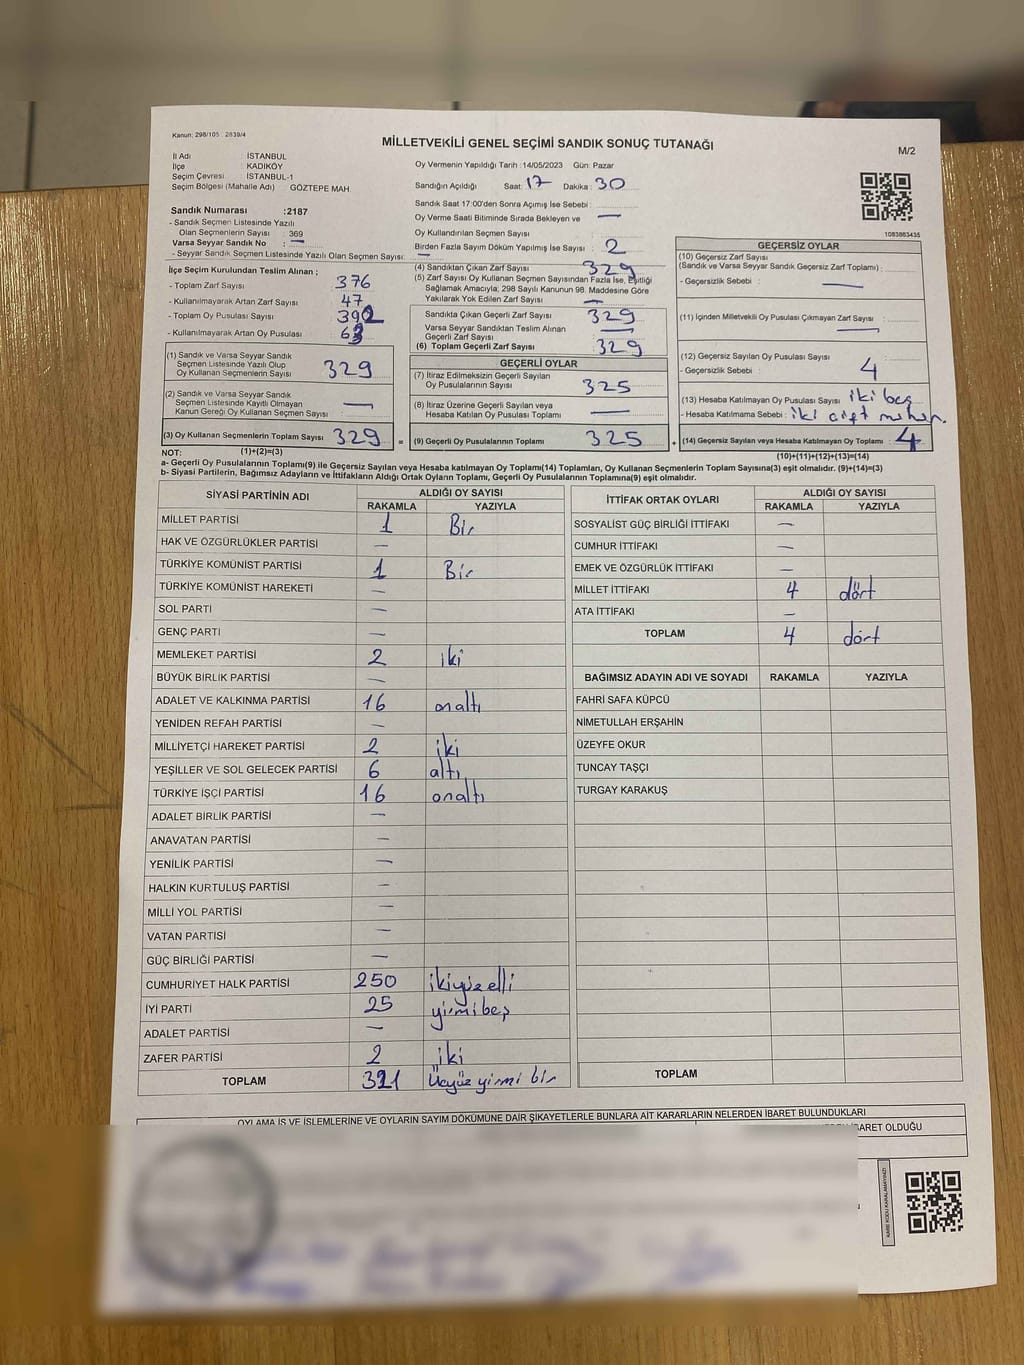 Kanun: 298/105 : 2839/4
MİLLETVEKİLİ GENEL SEÇİMİ SANDIK SONUÇ TUTANAĞI
M/2
İl Adı İSTANBUL
İlçe KADIKÖY
Seçim Çevresi İSTANBUL-1
Seçim Bölgesi (Mahalle Adı) GÖZTEPE MAH.
Oy Vermenin Yapıldığı Tarih :14/05/2023 Gün: Pazar
Sandığın Açıldığı Saat: 17 Dakika : 30
Sandık Saat 17:00'den Sonra Açımış İse Sebebi :
Oy Verme Saati Bitiminde Sırada Bekleyen ve —
Oy Kullandırılan Seçmen Sayısı
Birden Fazla Sayım Döküm Yapılmış İse Sayısı : 2
1083863435
Sandık Numarası :2187
- Sandık Seçmen Listesinde Yazılı
Olan Seçmenlerin Sayısı : 369
Varsa Seyyar Sandık No : —
- Seyyar Sandık Seçmen Listesinde Yazılı Olan Seçmen Sayısı: —
İlçe Seçim Kurulundan Teslim Alınan ;
- Toplam Zarf Sayısı : 376
- Kullanılmayarak Artan Zarf Sayısı : 47
- Toplam Oy Pusulası Sayısı : 392
- Kullanılmayarak Artan Oy Pusulası : 63
(1) Sandık ve Varsa Seyyar Sandık
Seçmen Listesinde Yazılı Olup
Oy Kullanan Seçmenlerin Sayısı : 329
(2) Sandık ve Varsa Seyyar Sandık
Seçmen Listesinde Kayıtlı Olmayan
Kanun Gereği Oy Kullanan Seçmen Sayısı : —
(3) Oy Kullanan Seçmenlerin Toplam Sayısı : 329 =
(1)+(2)=(3)
(4) Sandıktan Çıkan Zarf Sayısı : 329
(5) Zarf Sayısı Oy Kullanan Seçmen Sayısından Fazla İse, Eşitliği
Sağlamak Amacıyla; 298 Sayılı Kanunun 98. Maddesine Göre
Yakılarak Yok Edilen Zarf Sayısı : —
Sandıkta Çıkan Geçerli Zarf Sayısı : 329
Varsa Seyyar Sandıktan Teslim Alınan
Geçerli Zarf Sayısı : —
(6) Toplam Geçerli Zarf Sayısı : 329
GEÇERLİ OYLAR
(7) İtiraz Edilmeksizin Geçerli Sayılan
Oy Pusulalarının Sayısı : 325
(8) İtiraz Üzerine Geçerli Sayılan veya
Hesaba Katılan Oy Pusulası Toplamı : —
(9) Geçerli Oy Pusulalarının Toplamı : 325 +
GEÇERSİZ OYLAR
(10) Geçersiz Zarf Sayısı
(Sandık ve Varsa Seyyar Sandık Geçersiz Zarf Toplamı) :
- Geçersizlik Sebebi : —
(11) İçinden Milletvekili Oy Pusulası Çıkmayan Zarf Sayısı : —
(12) Geçersiz Sayılan Oy Pusulası Sayısı :
- Geçersizlik Sebebi : 4
(13) Hesaba Katılmayan Oy Pusulası Sayısı : iki boş
- Hesaba Katılmama Sebebi : iki çift mühür.
(14) Geçersiz Sayılan veya Hesaba Katılmayan Oy Toplamı : 4
(10)+(11)+(12)+(13)=(14)
NOT:
a- Geçerli Oy Pusulalarının Toplamı(9) ile Geçersiz Sayılan veya Hesaba katılmayan Oy Toplamı(14) Toplamları, Oy Kullanan Seçmenlerin Toplam Sayısına(3) eşit olmalıdır. (9)+(14)=(3)
b- Siyasi Partilerin, Bağımsız Adayların ve İttifakların Aldığı Ortak Oyların Toplamı, Geçerli Oy Pusulalarının Toplamına(9) eşit olmalıdır.
SİYASİ PARTİNİN ADI ALDIĞI OY SAYISI
RAKAMLA YAZIYLA
MİLLET PARTİSİ 1 Bir
HAK VE ÖZGÜRLÜKLER PARTİSİ —
TÜRKİYE KOMÜNİST PARTİSİ 1 Bir
TÜRKİYE KOMÜNİST HAREKETİ —
SOL PARTİ —
GENÇ PARTİ —
MEMLEKET PARTİSİ 2 iki
BÜYÜK BİRLİK PARTİSİ —
ADALET VE KALKINMA PARTİSİ 16 onaltı
YENİDEN REFAH PARTİSİ —
MİLLİYETÇİ HAREKET PARTİSİ 2 iki
YEŞİLLER VE SOL GELECEK PARTİSİ 6 altı
TÜRKİYE İŞÇİ PARTİSİ 16 onaltı
ADALET BİRLİK PARTİSİ —
ANAVATAN PARTİSİ —
YENİLİK PARTİSİ —
HALKIN KURTULUŞ PARTİSİ —
MİLLİ YOL PARTİSİ —
VATAN PARTİSİ —
GÜÇ BİRLİĞİ PARTİSİ —
CUMHURİYET HALK PARTİSİ 250 ikiyüzelli
İYİ PARTİ 25 yirmibeş
ADALET PARTİSİ —
ZAFER PARTİSİ 2 iki
TOPLAM 321 Üçyüzyirmi bir
İTTİFAK ORTAK OYLARI ALDIĞI OY SAYISI
RAKAMLA YAZIYLA
SOSYALİST GÜÇ BİRLİĞİ İTTİFAKI —
CUMHUR İTTİFAKI —
EMEK VE ÖZGÜRLÜK İTTİFAKI —
MİLLET İTTİFAKI 4 dört
ATA İTTİFAKI —
TOPLAM 4 dört
BAĞIMSIZ ADAYIN ADI VE SOYADI RAKAMLA YAZIYLA
FAHRİ SAFA KÜPCÜ
NİMETULLAH ERŞAHİN
ÜZEYFE OKUR
TUNCAY TAŞÇI
TURGAY KARAKUŞ
TOPLAM
OYLAMA İŞ VE İŞLEMLERİNE VE OYLARIN SAYIM DÖKÜMÜNE DAİR ŞİKAYETLERLE BUNLARA AİT KARARLARIN NELERDEN İBARET BULUNDUKLARI
İBARET OLDUĞU
KARE KODU KARALAMAYINIZ!